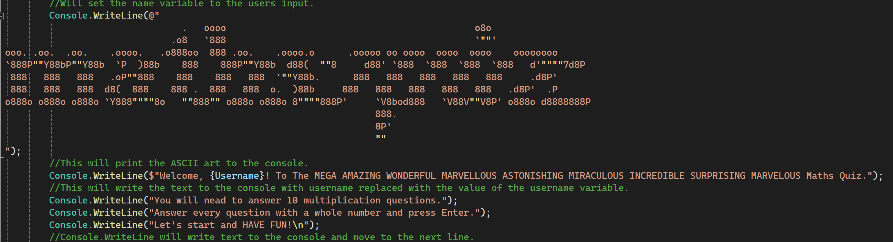 //Will set the name variable to the users input.
Console.WriteLine(@"
                                  .   oooo                                                    o8o
                                .o8   `888                                                    `""'
ooo. .oo.  .oo.    .oooo.   .o888oo  888 .oo.    .oooo.o      .ooooo oo oooo  oooo  oooo    oooooooo
`888P""Y88bP""Y88b  `P  )88b    888    888P""Y88b  d88(  ""8     d88' `888  `888  `888  `888   d'""""7d8P
 888   888   888   .oP""888    888    888   888  `""Y88b.      888   888   888   888   888     .d8P'
 888   888   888  d8(  888    888 .  888   888  o.  )88b     888   888   888   888   888   .d8P'  .P
o888o o888o o888o `Y888""""8o   ""888"" o888o o888o 8""""888P'     `V8bod888   `V88V""V8P' o888o d8888888P
                                                                      888.
                                                                      8P'
                                                                      ""
");
//This will print the ASCII art to the console.
Console.WriteLine($"Welcome, {Username}! To The MEGA AMAZING WONDERFUL MARVELLOUS ASTONISHING MIRACULOUS INCREDIBLE SURPRISING MARVELOUS Maths Quiz.");
//This will write the text to the console with username replaced with the value of the username variable.
Console.WriteLine("You will nead to answer 10 multiplication questions.");
Console.WriteLine("Answer every question with a whole number and press Enter.");
Console.WriteLine("Let's start and HAVE FUN!\n");
//Console.WriteLine will write text to the console and move to the next line.